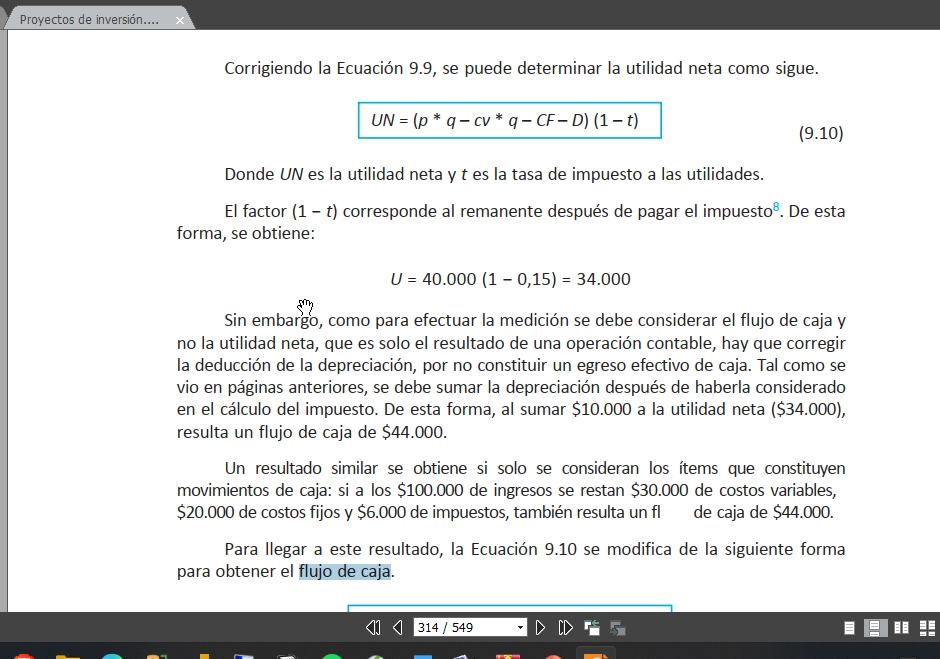 Proyectos de inversión....
Corrigiendo la Ecuación 9.9, se puede determinar la utilidad neta como sigue.
UN = (p * q – cv * q – CF – D) (1 – t)
(9.10)
Donde UN es la utilidad neta y t es la tasa de impuesto a las utilidades.
El factor (1 – t) corresponde al remanente después de pagar el impuesto8. De esta
forma, se obtiene:
U = 40.000 (1 – 0,15) = 34.000
Sin embargo, como para efectuar la medición se debe considerar el flujo de caja y
no la utilidad neta, que es solo el resultado de una operación contable, hay que corregir
la deducción de la depreciación, por no constituir un egreso efectivo de caja. Tal como se
vio en páginas anteriores, se debe sumar la depreciación después de haberla considerado
en el cálculo del impuesto. De esta forma, al sumar $10.000 a la utilidad neta ($34.000),
resulta un flujo de caja de $44.000.
Un resultado similar se obtiene si solo se consideran los ítems que constituyen
movimientos de caja: si a los $100.000 de ingresos se restan $30.000 de costos variables,
$20.000 de costos fijos y $6.000 de impuestos, también resulta un fl de caja de $44.000.
Para llegar a este resultado, la Ecuación 9.10 se modifica de la siguiente forma
para obtener el flujo de caja.
314 / 549